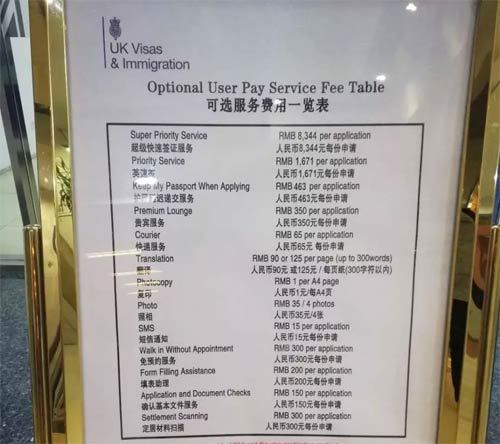 UK Visas
& Immigration
Optional User Pay Service Fee Table
可选服务费用一览表
Super Priority Service RMB 8,344 per application
超级快速签证服务 人民币8,344元每份申请
Priority Service RMB 1,671 per application
英速签 人民币1,671元每份申请
Keep My Passport When Applying RMB 463 per application
护照延迟递交服务 人民币463元每份申请
Premium Lounge RMB 350 per application
贵宾服务 人民币350元每份申请
Courier RMB 65 per application
快递服务 人民币65元 每份申请
Translation RMB 90 or 125 per page (up to 300words)
翻译 人民币90元 或125元 / 每页纸(300字符以内)
Photocopy RMB 1 per A4 page
复印 人民币1元/每A4页
Photo RMB 35 / 4 photos
照相 人民币35元/4张
SMS RMB 15 per application
短信通知 人民币15元每份申请
Walk in Without Appointment RMB 300 per application
免预约服务 人民币300元每份申请
Form Filling Assistance RMB 200 per application
填表助理 人民币200元每份申请
Application and Document Checks RMB 150 per application
确认基本文件服务 人民币150元每份申请
Settlement Scanning RMB 300 per application
定居材料扫描 人民币300元每份申请